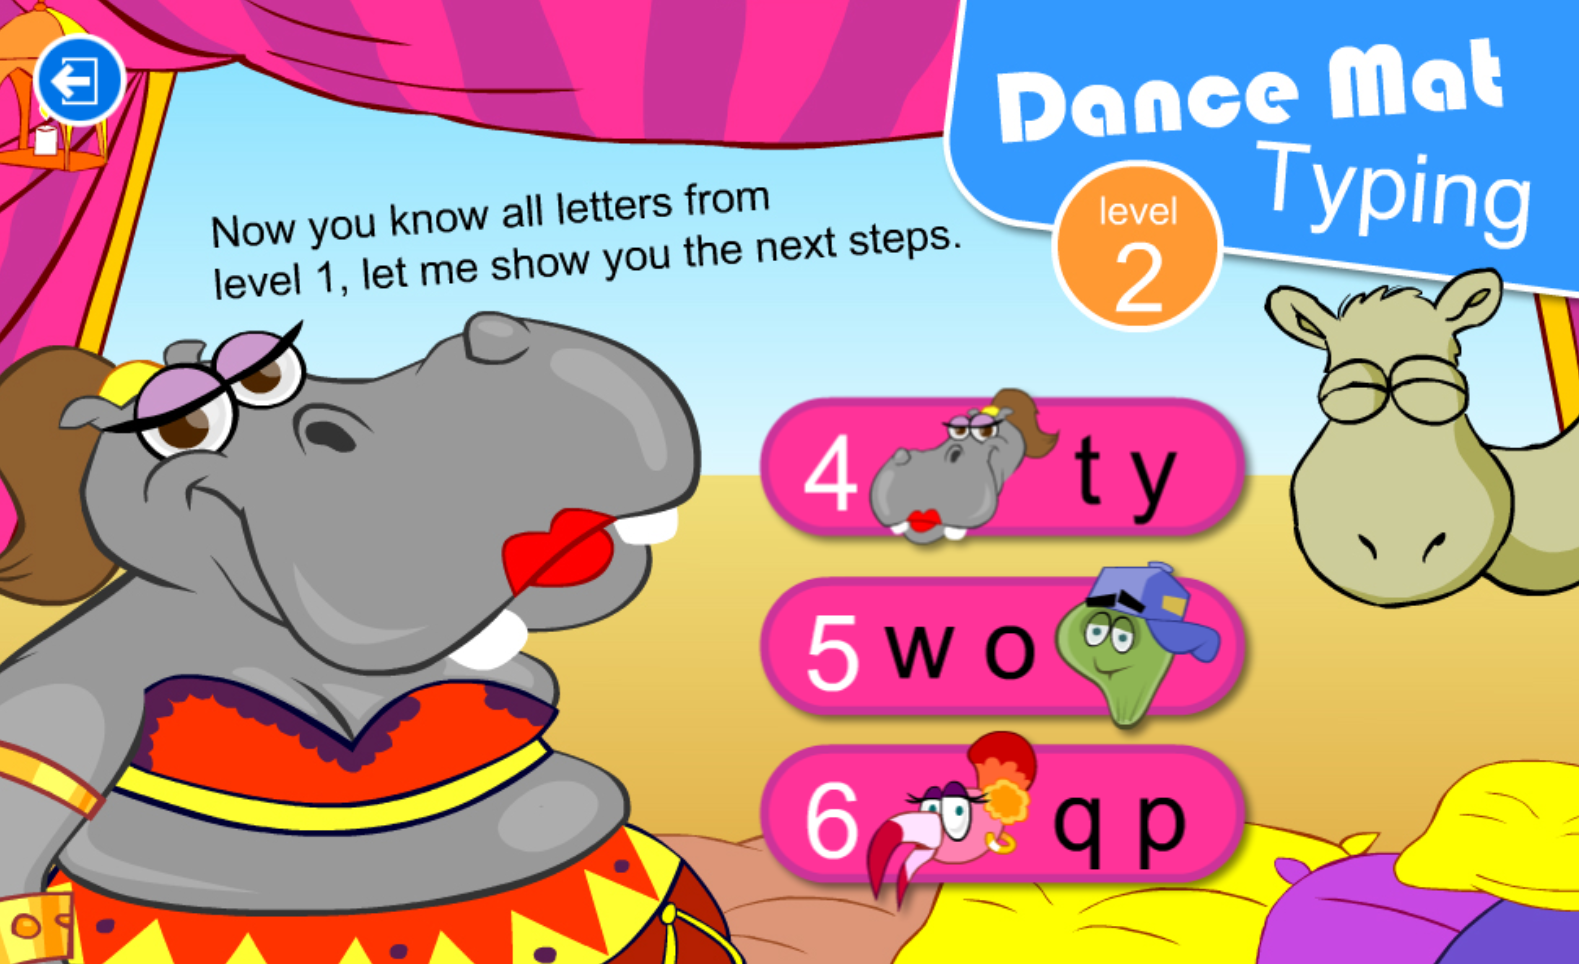 Dance Mat
Typing
level
2
Now you know all letters from
level 1, let me show you the next steps.
4 t y
5 w o
6 q p